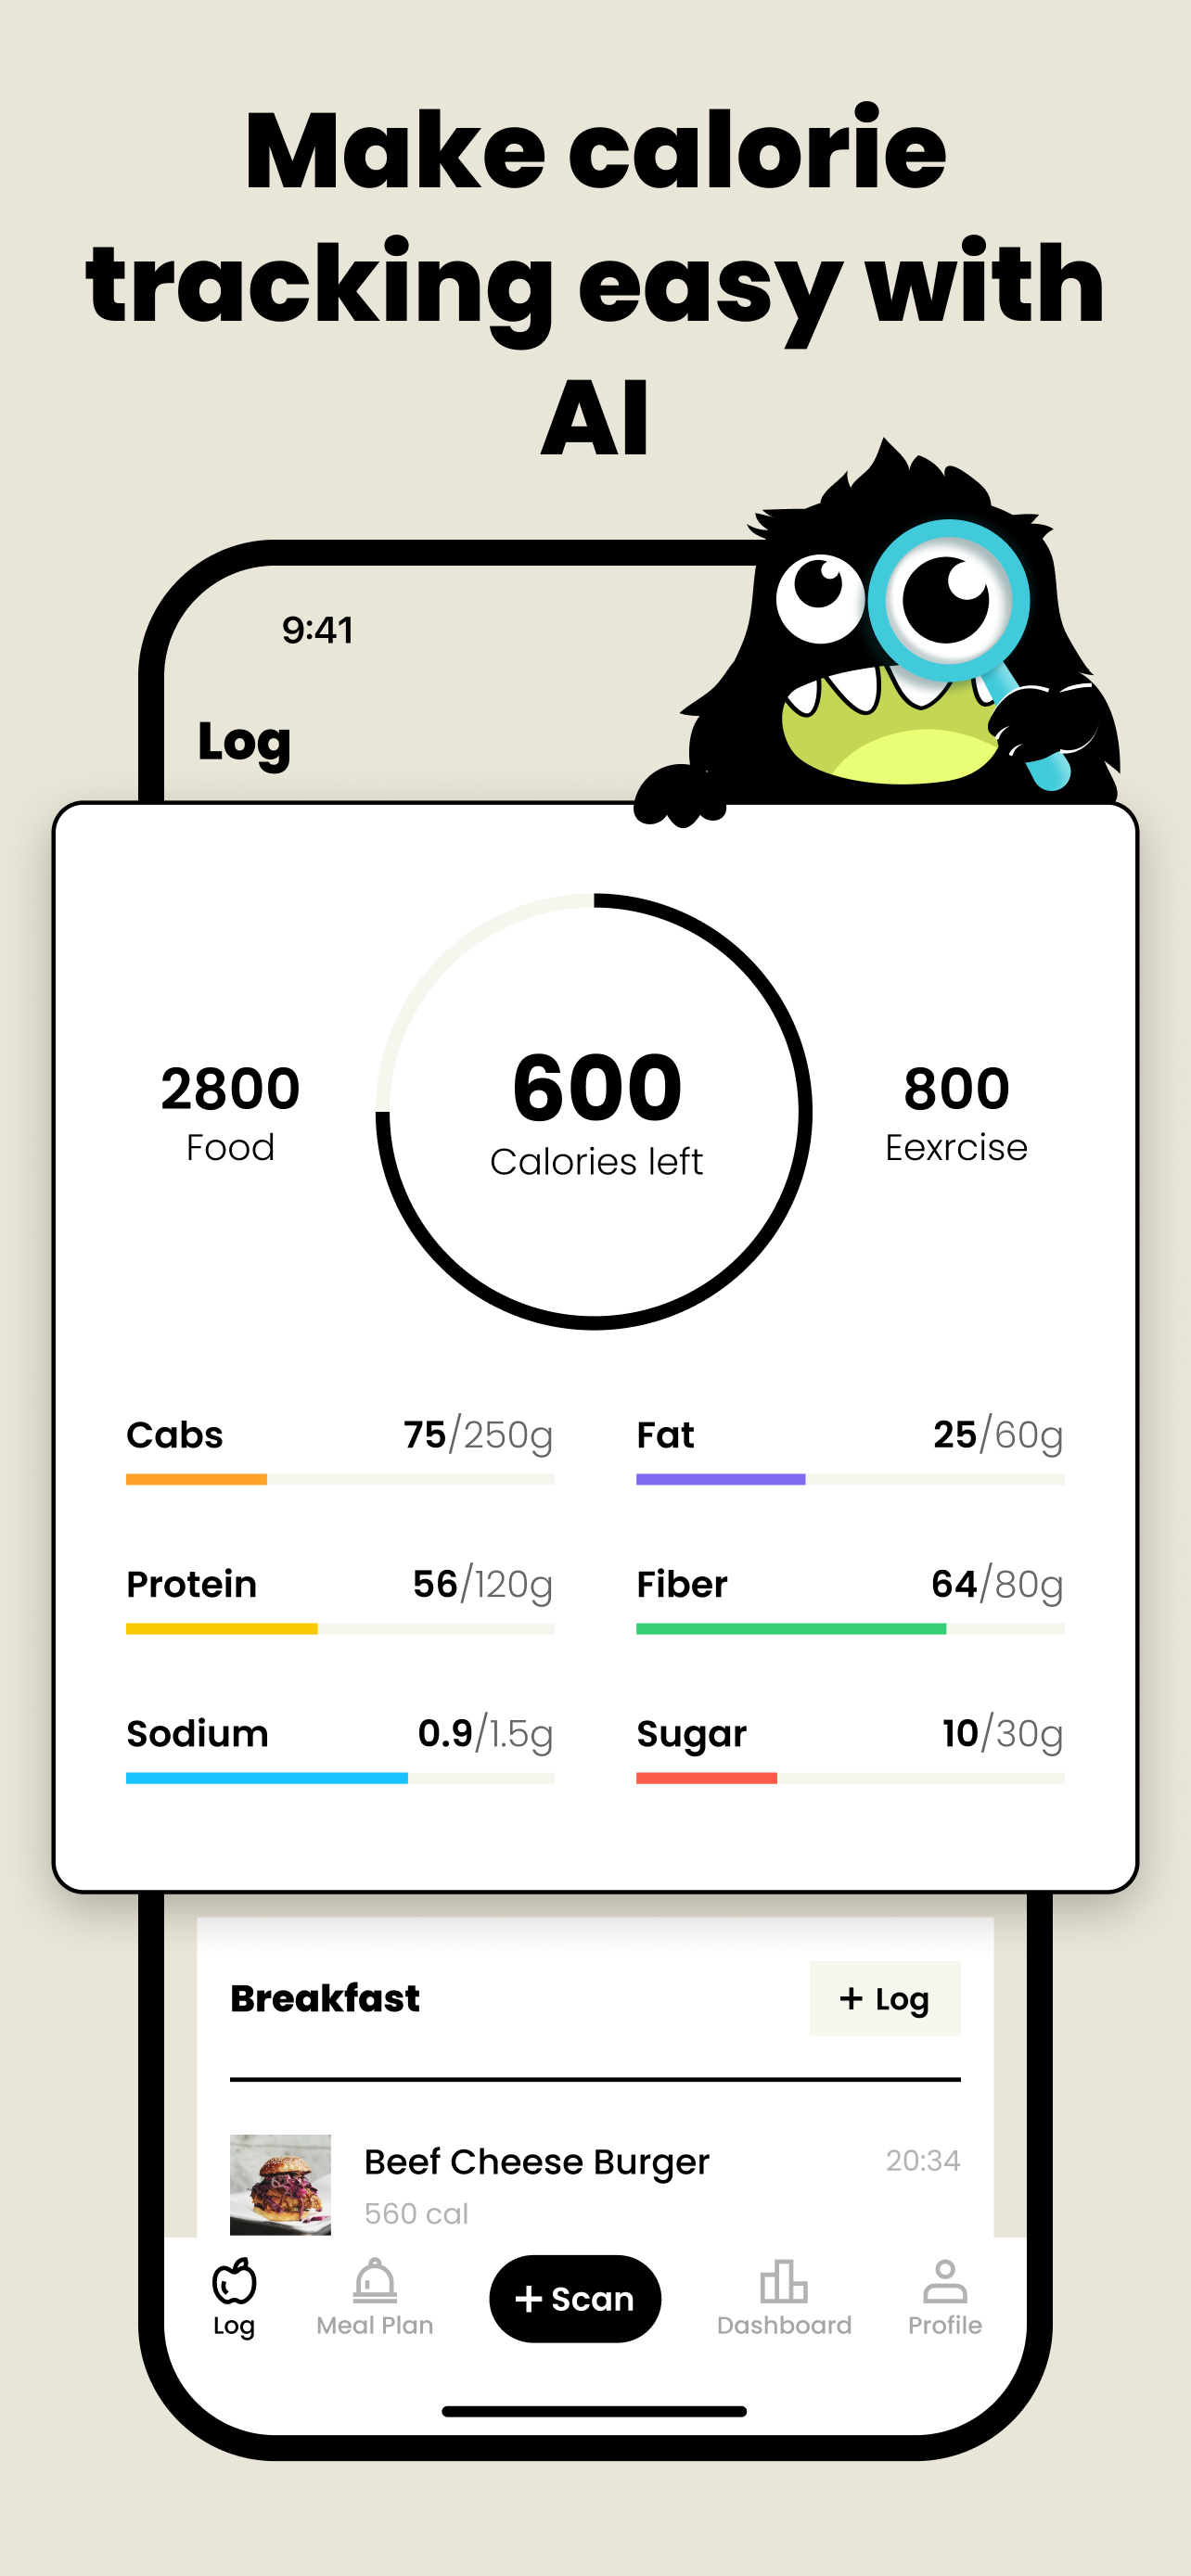 Make calorie
tracking easy with
AI
9:41
Log
2800
Food
600
Calories left
800
Eexrcise
Cabs 75/250g
Fat 25/60g
Protein 56/120g
Fiber 64/80g
Sodium 0.9/1.5g
Sugar 10/30g
Breakfast
+ Log
Beef Cheese Burger 20:34
560 cal
Log
Meal Plan
+ Scan
Dashboard
Profile